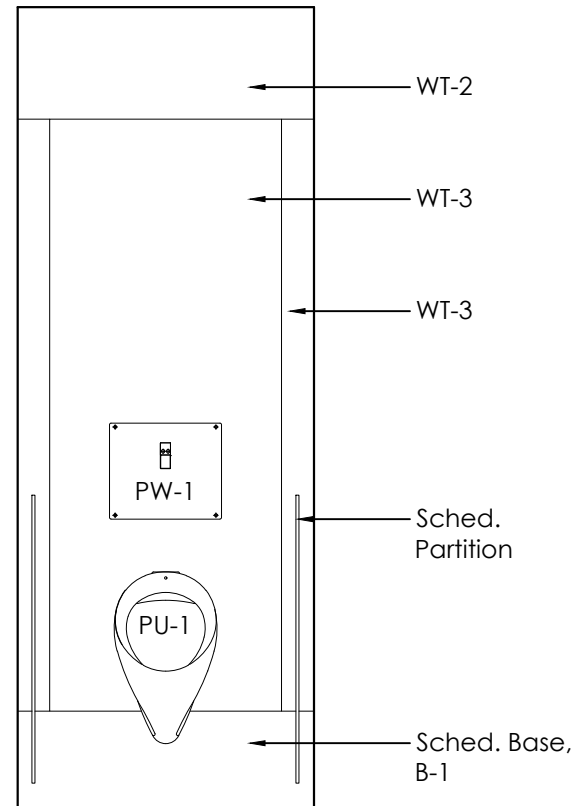 WT-2
WT-3
WT-3
PW-1
Sched.
Partition
PU-1
Sched. Base,
B-1